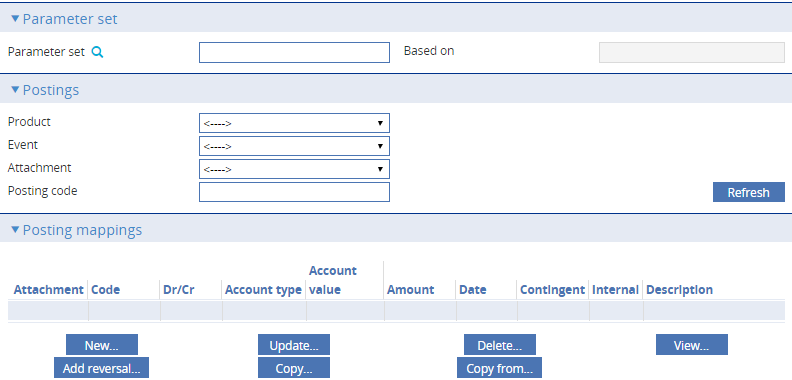 Parameter set
Parameter set Based on
Postings
Product <---->
Event <---->
Attachment <---->
Posting code
Refresh
Posting mappings
Attachment Code Dr/Cr Account type Account value Amount Date Contingent Internal Description
New... Update... Delete... View...
Add reversal... Copy... Copy from...